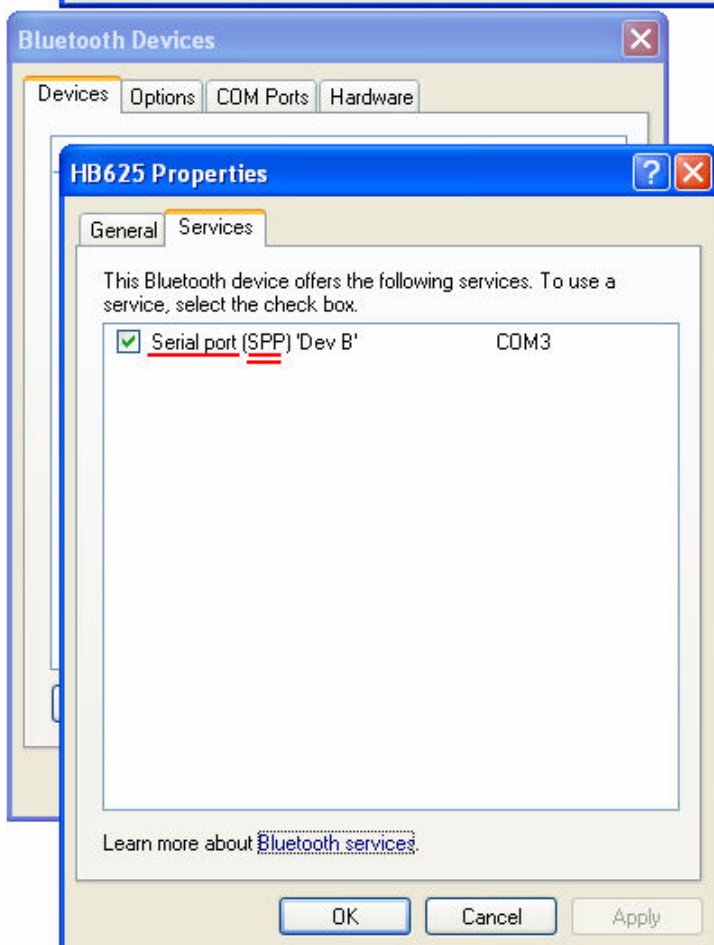 Bluetooth Devices
Devices Options COM Ports Hardware
HB625 Properties
General Services
This Bluetooth device offers the following services. To use a
service, select the check box.
Serial port (SPP) 'Dev B' COM3
Learn more about Bluetooth services.
OK Cancel Apply